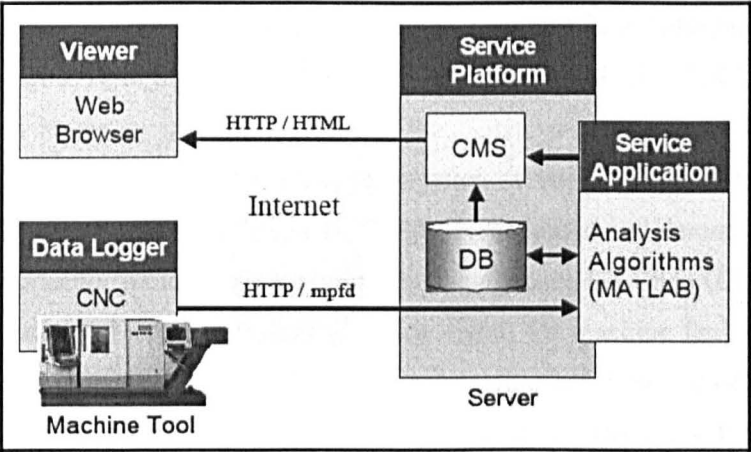 Viewer
Web
Browser
HTTP / HTML
Internet
Data Logger
CNC
HTTP / mpfd
Machine Tool
Service
Platform
CMS
DB
Server
Service
Application
Analysis
Algorithms
(MATLAB)